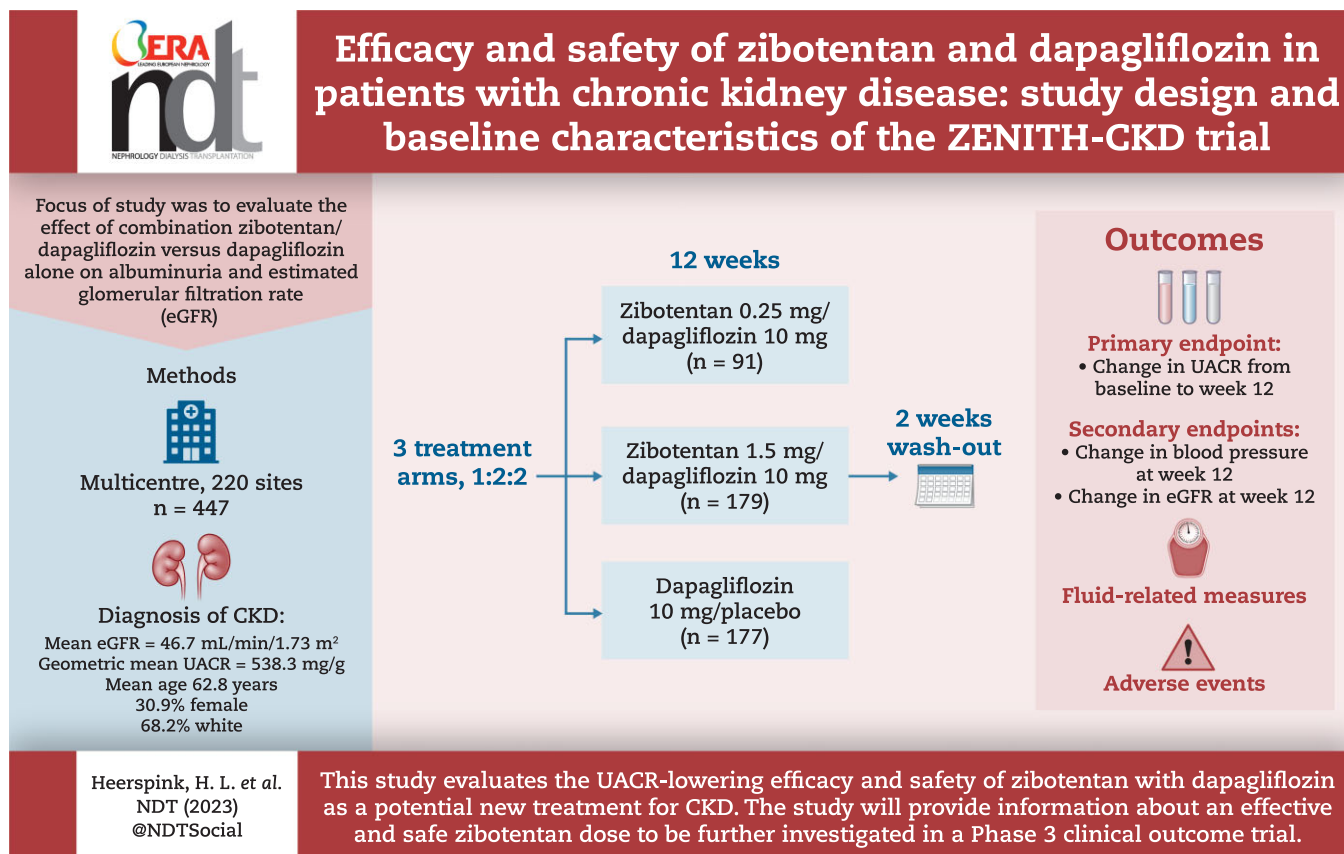 ERA
LEADING EUROPEAN NEPHROLOGY
ndt
NEPHROLOGY DIALYSIS TRANSPLANTATION
Efficacy and safety of zibotentan and dapagliflozin in
patients with chronic kidney disease: study design and
baseline characteristics of the ZENITH-CKD trial
Focus of study was to evaluate the
effect of combination zibotentan/
dapagliflozin versus dapagliflozin
alone on albuminuria and estimated
glomerular filtration rate
(eGFR)
Methods
Multicentre, 220 sites
n = 447
Diagnosis of CKD:
Mean eGFR = 46.7 mL/min/1.73 m²
Geometric mean UACR = 538.3 mg/g
Mean age 62.8 years
30.9% female
68.2% white
3 treatment
arms, 1:2:2
12 weeks
Zibotentan 0.25 mg/
dapagliflozin 10 mg
(n = 91)
Zibotentan 1.5 mg/
dapagliflozin 10 mg
(n = 179)
Dapagliflozin
10 mg/placebo
(n = 177)
2 weeks
wash-out
Outcomes
Primary endpoint:
• Change in UACR from
baseline to week 12
Secondary endpoints:
• Change in blood pressure
at week 12
• Change in eGFR at week 12
Fluid-related measures
!
Adverse events
Heerspink, H. L. et al.
NDT (2023)
@NDTSocial
This study evaluates the UACR-lowering efficacy and safety of zibotentan with dapagliflozin
as a potential new treatment for CKD. The study will provide information about an effective
and safe zibotentan dose to be further investigated in a Phase 3 clinical outcome trial.